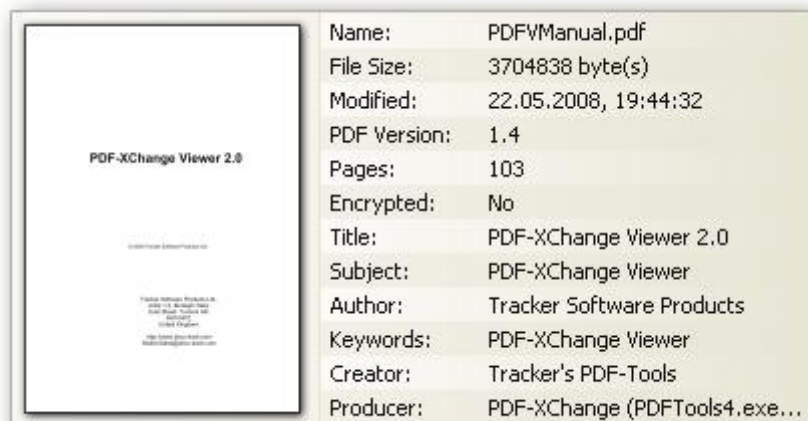 PDF-XChange Viewer 2.0
Name: PDFVManual.pdf
File Size: 3704838 byte(s)
Modified: 22.05.2008, 19:44:32
PDF Version: 1.4
Pages: 103
Encrypted: No
Title: PDF-XChange Viewer 2.0
Subject: PDF-XChange Viewer
Author: Tracker Software Products
Keywords: PDF-XChange Viewer
Creator: Tracker's PDF-Tools
Producer: PDF-XChange (PDFTools4.exe...